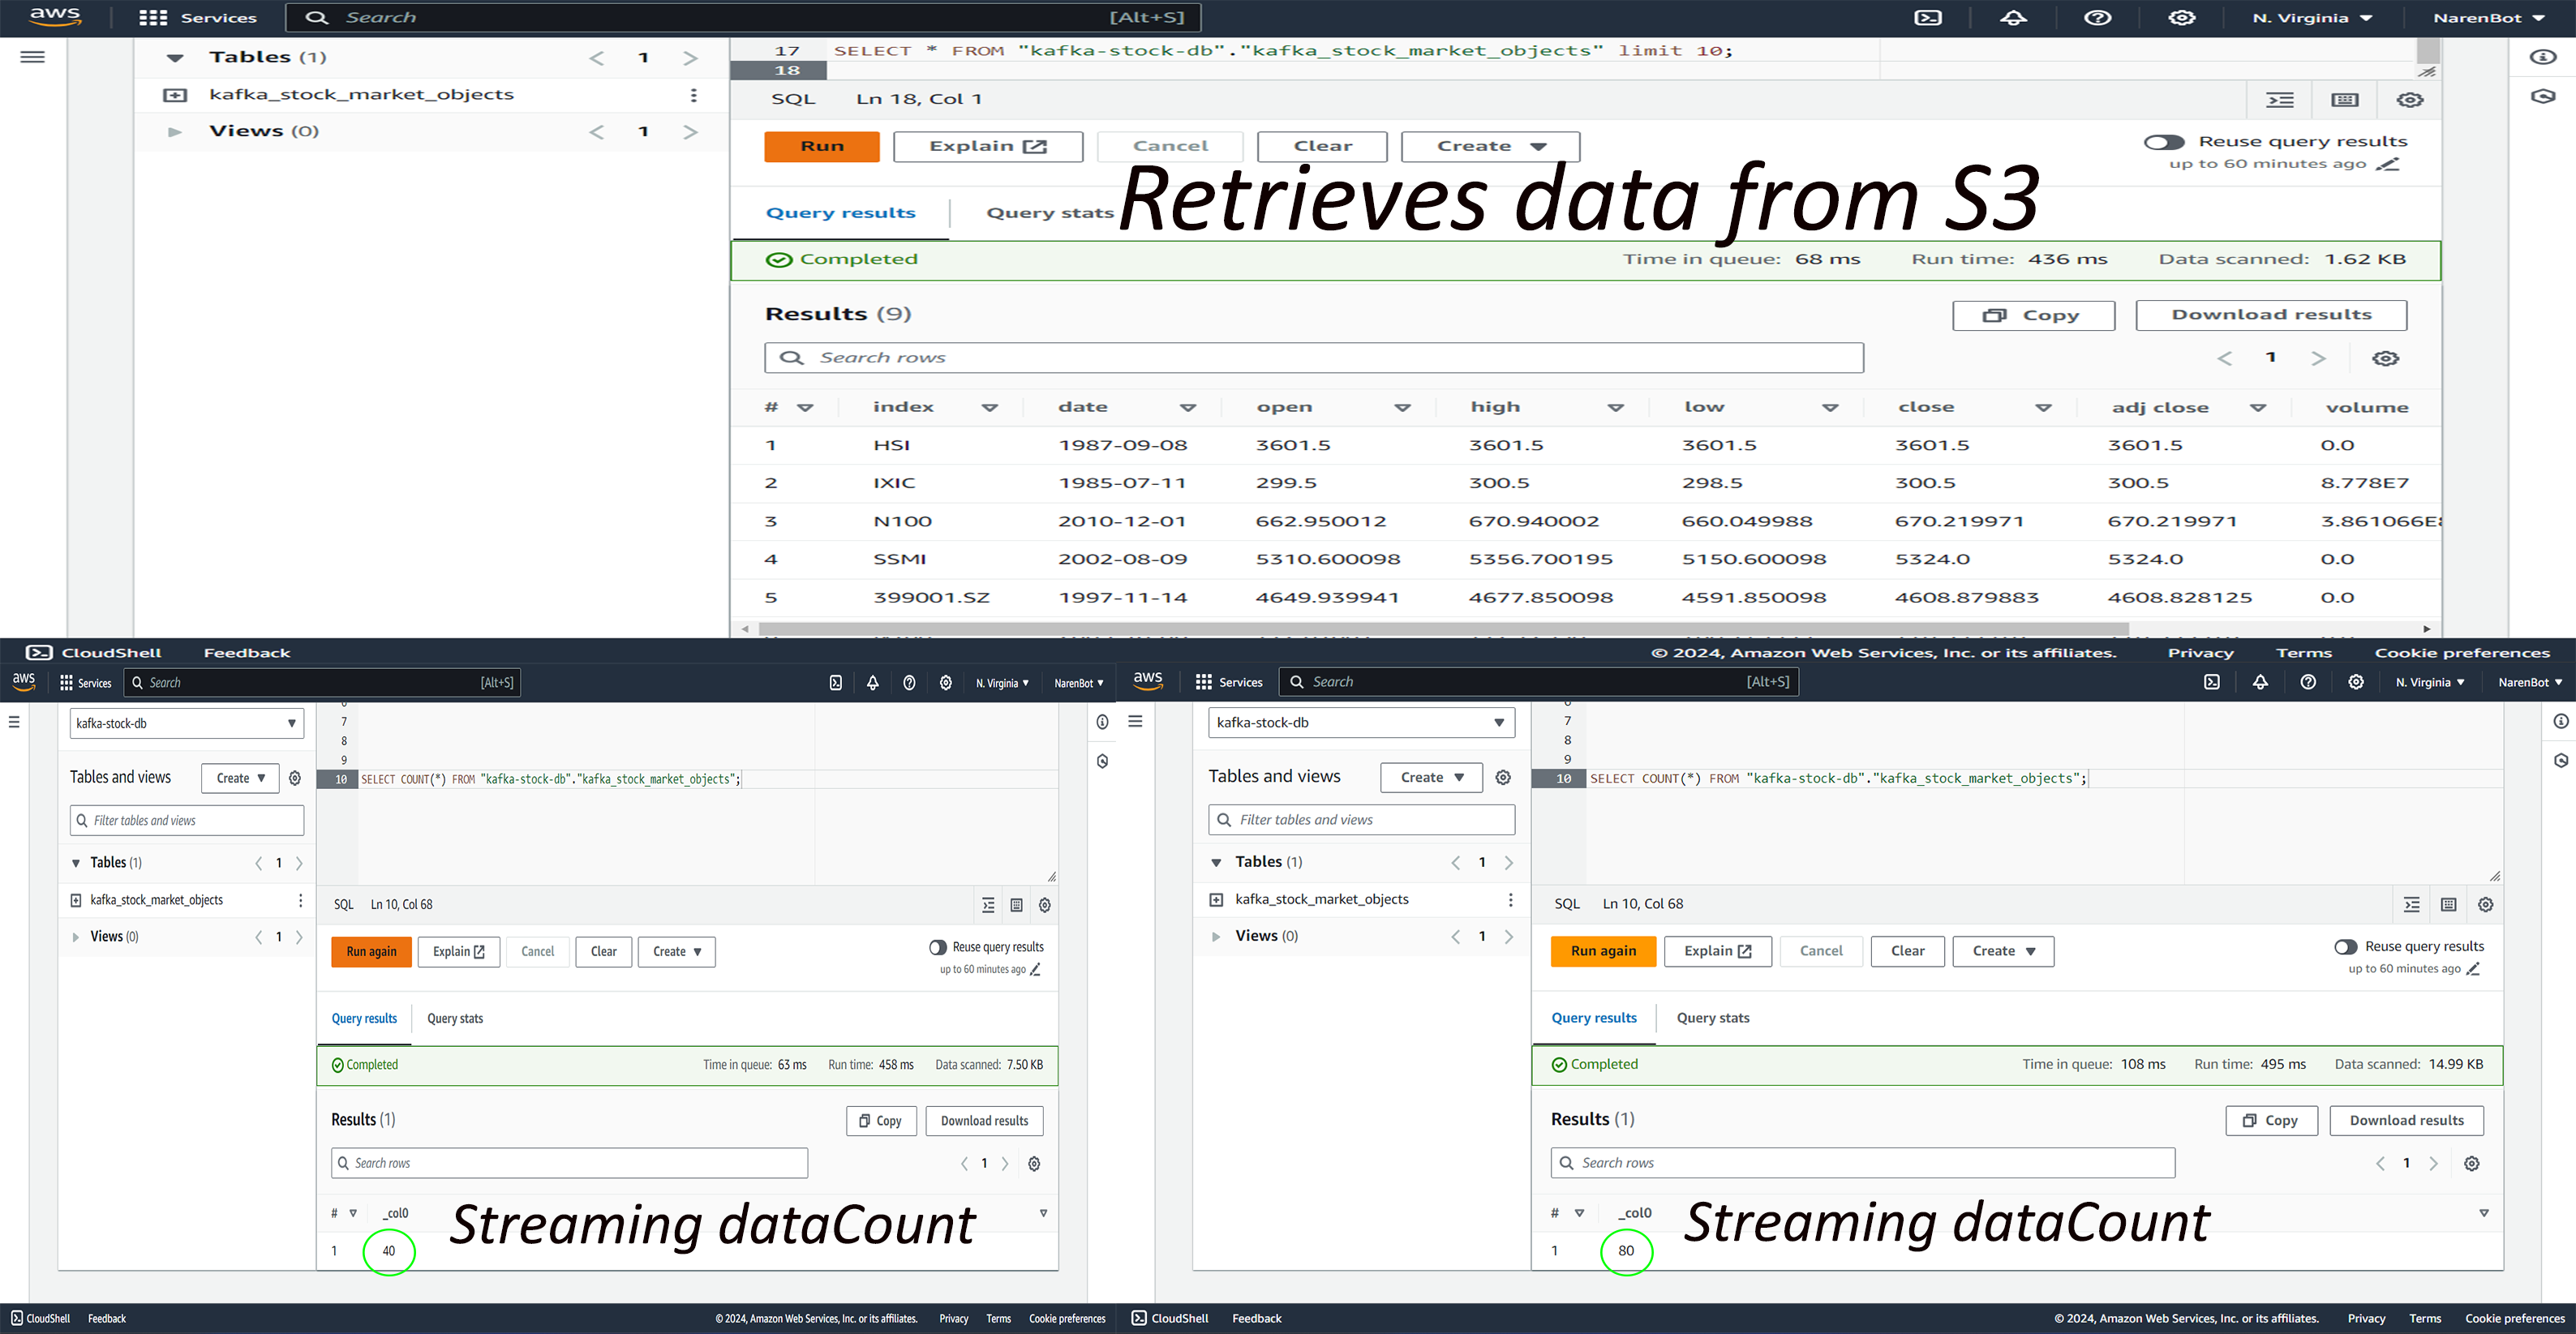 aws Services Search [Alt+S] N. Virginia NarenBot
Tables (1) 1
kafka_stock_market_objects
Views (0) 1
17 SELECT * FROM "kafka-stock-db"."kafka_stock_market_objects" limit 10;
18
SQL Ln 18, Col 1
Run Explain Cancel Clear Create
Reuse query results
up to 60 minutes ago
Retrieves data from S3
Query results Query stats
Completed Time in queue: 68 ms Run time: 436 ms Data scanned: 1.62 KB
Results (9) Copy Download results
Search rows 1
# index date open high low close adj close volume
1 HSI 1987-09-08 3601.5 3601.5 3601.5 3601.5 3601.5 0.0
2 IXIC 1985-07-11 299.5 300.5 298.5 300.5 300.5 8.778E7
3 N100 2010-12-01 662.950012 670.940002 660.049988 670.219971 670.219971 3.861066E
4 SSMI 2002-08-09 5310.600098 5356.700195 5150.600098 5324.0 5324.0 0.0
5 399001.SZ 1997-11-14 4649.939941 4677.850098 4591.850098 4608.879883 4608.828125 0.0
CloudShell Feedback © 2024, Amazon Web Services, Inc. or its affiliates. Privacy Terms Cookie preferences
aws Services Search [Alt+S] N. Virginia NarenBot
kafka-stock-db
Tables and views Create
Filter tables and views
Tables (1) 1
kafka_stock_market_objects
Views (0) 1
7
8
9
10 SELECT COUNT(*) FROM "kafka-stock-db"."kafka_stock_market_objects";
SQL Ln 10, Col 68
Run again Explain Cancel Clear Create
Reuse query results
up to 60 minutes ago
Query results Query stats
Completed Time in queue: 63 ms Run time: 458 ms Data scanned: 7.50 KB
Results (1) Copy Download results
Search rows 1
# _col0
1 40
Streaming dataCount
CloudShell Feedback © 2024, Amazon Web Services, Inc. or its affiliates. Privacy Terms Cookie preferences
aws Services Search [Alt+S] N. Virginia NarenBot
kafka-stock-db
Tables and views Create
Filter tables and views
Tables (1) 1
kafka_stock_market_objects
Views (0) 1
7
8
9
10 SELECT COUNT(*) FROM "kafka-stock-db"."kafka_stock_market_objects";
SQL Ln 10, Col 68
Run again Explain Cancel Clear Create
Reuse query results
up to 60 minutes ago
Query results Query stats
Completed Time in queue: 108 ms Run time: 495 ms Data scanned: 14.99 KB
Results (1) Copy Download results
Search rows 1
# _col0
1 80
Streaming dataCount
CloudShell Feedback © 2024, Amazon Web Services, Inc. or its affiliates. Privacy Terms Cookie preferences